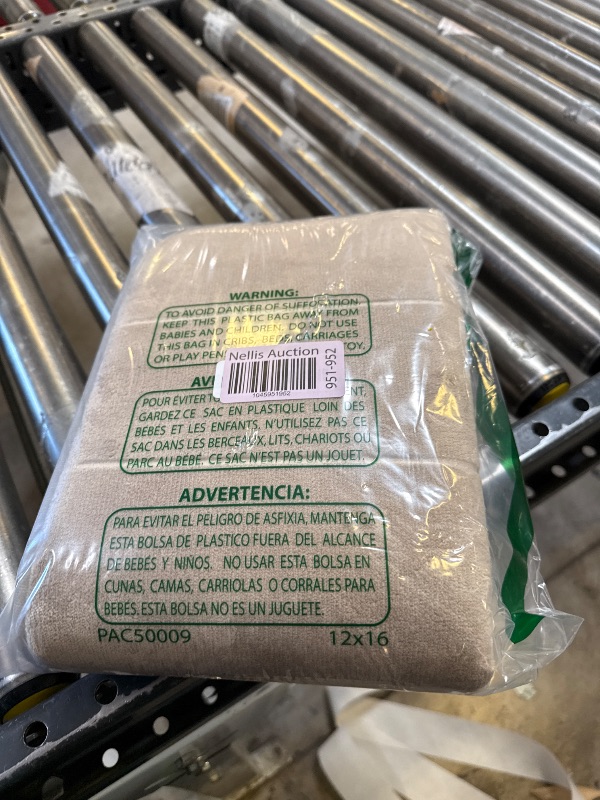 WARNING:
TO AVOID DANGER OF SUFFOCATION,
KEEP THIS PLASTIC BAG AWAY FROM
BABIES AND CHILDREN. DO NOT USE
THIS BAG IN CRIBS, BEDS, CARRIAGES
OR PLAY PEN
Nellis Auction
951-952
1045951952
POUR ÉVITER
GARDEZ CE SAC EN PLASTIQUE LOIN DES
BEBÉS ET LES ENFANTS. N'UTILISEZ PAS CE
SAC DANS LES BERCEAUX, LITS, CHARIOTS OU
PARC AU BÉBÉ. CE SAC N'EST PAS UN JOUET.
ADVERTENCIA:
PARA EVITAR EL PELIGRO DE ASFIXIA, MANTENGA
ESTA BOLSA DE PLASTICO FUERA DEL ALCANCE
DE BEBES Y NIÑOS. NO USAR ESTA BOLSA EN
CUNAS, CAMAS, CARRIOLAS O CORRALES PARA
BEBES. ESTA BOLSA NO ES UN JUGUETE.
PAC50009 12x16